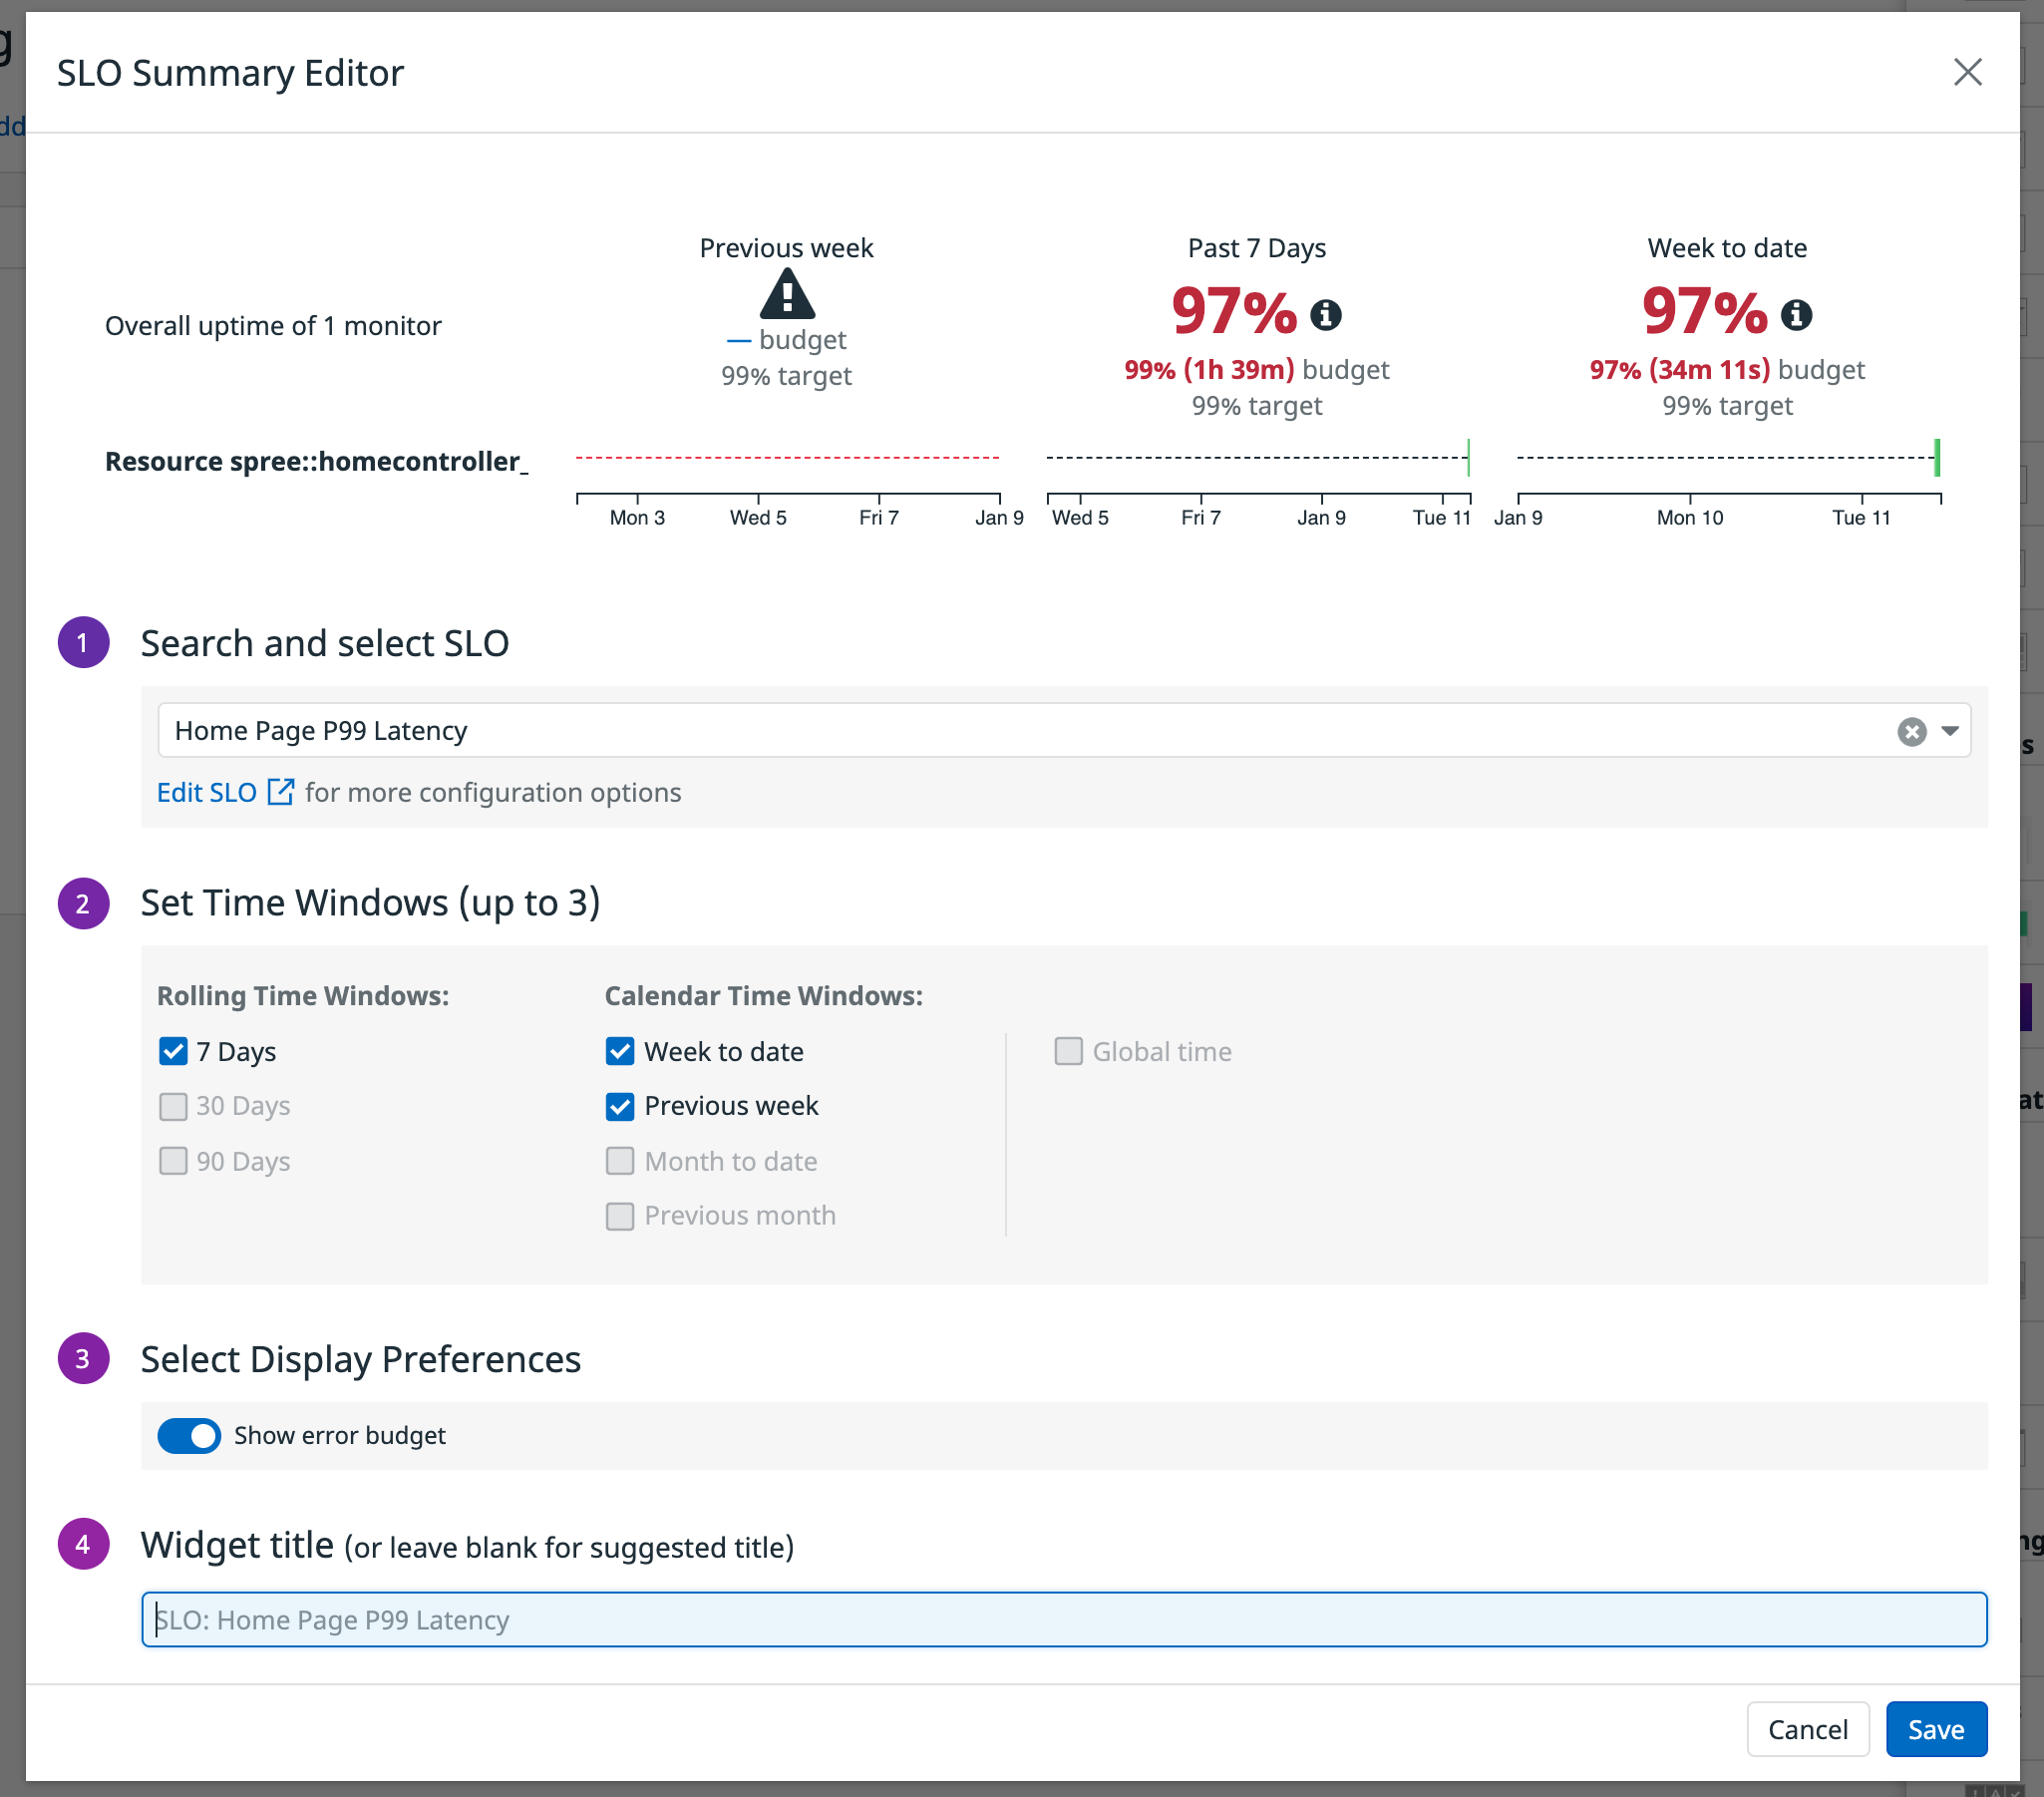 SLO Summary Editor
Previous week
Past 7 Days
Week to date
Overall uptime of 1 monitor
— budget
99% target
97%
99% (1h 39m) budget
99% target
97%
97% (34m 11s) budget
99% target
Resource spree::homecontroller_
Mon 3 Wed 5 Fri 7 Jan 9
Wed 5 Fri 7 Jan 9 Tue 11
Jan 9 Mon 10 Tue 11
1 Search and select SLO
Home Page P99 Latency
Edit SLO for more configuration options
2 Set Time Windows (up to 3)
Rolling Time Windows:
7 Days
30 Days
90 Days
Calendar Time Windows:
Week to date
Previous week
Month to date
Previous month
Global time
3 Select Display Preferences
Show error budget
4 Widget title (or leave blank for suggested title)
SLO: Home Page P99 Latency
Cancel
Save